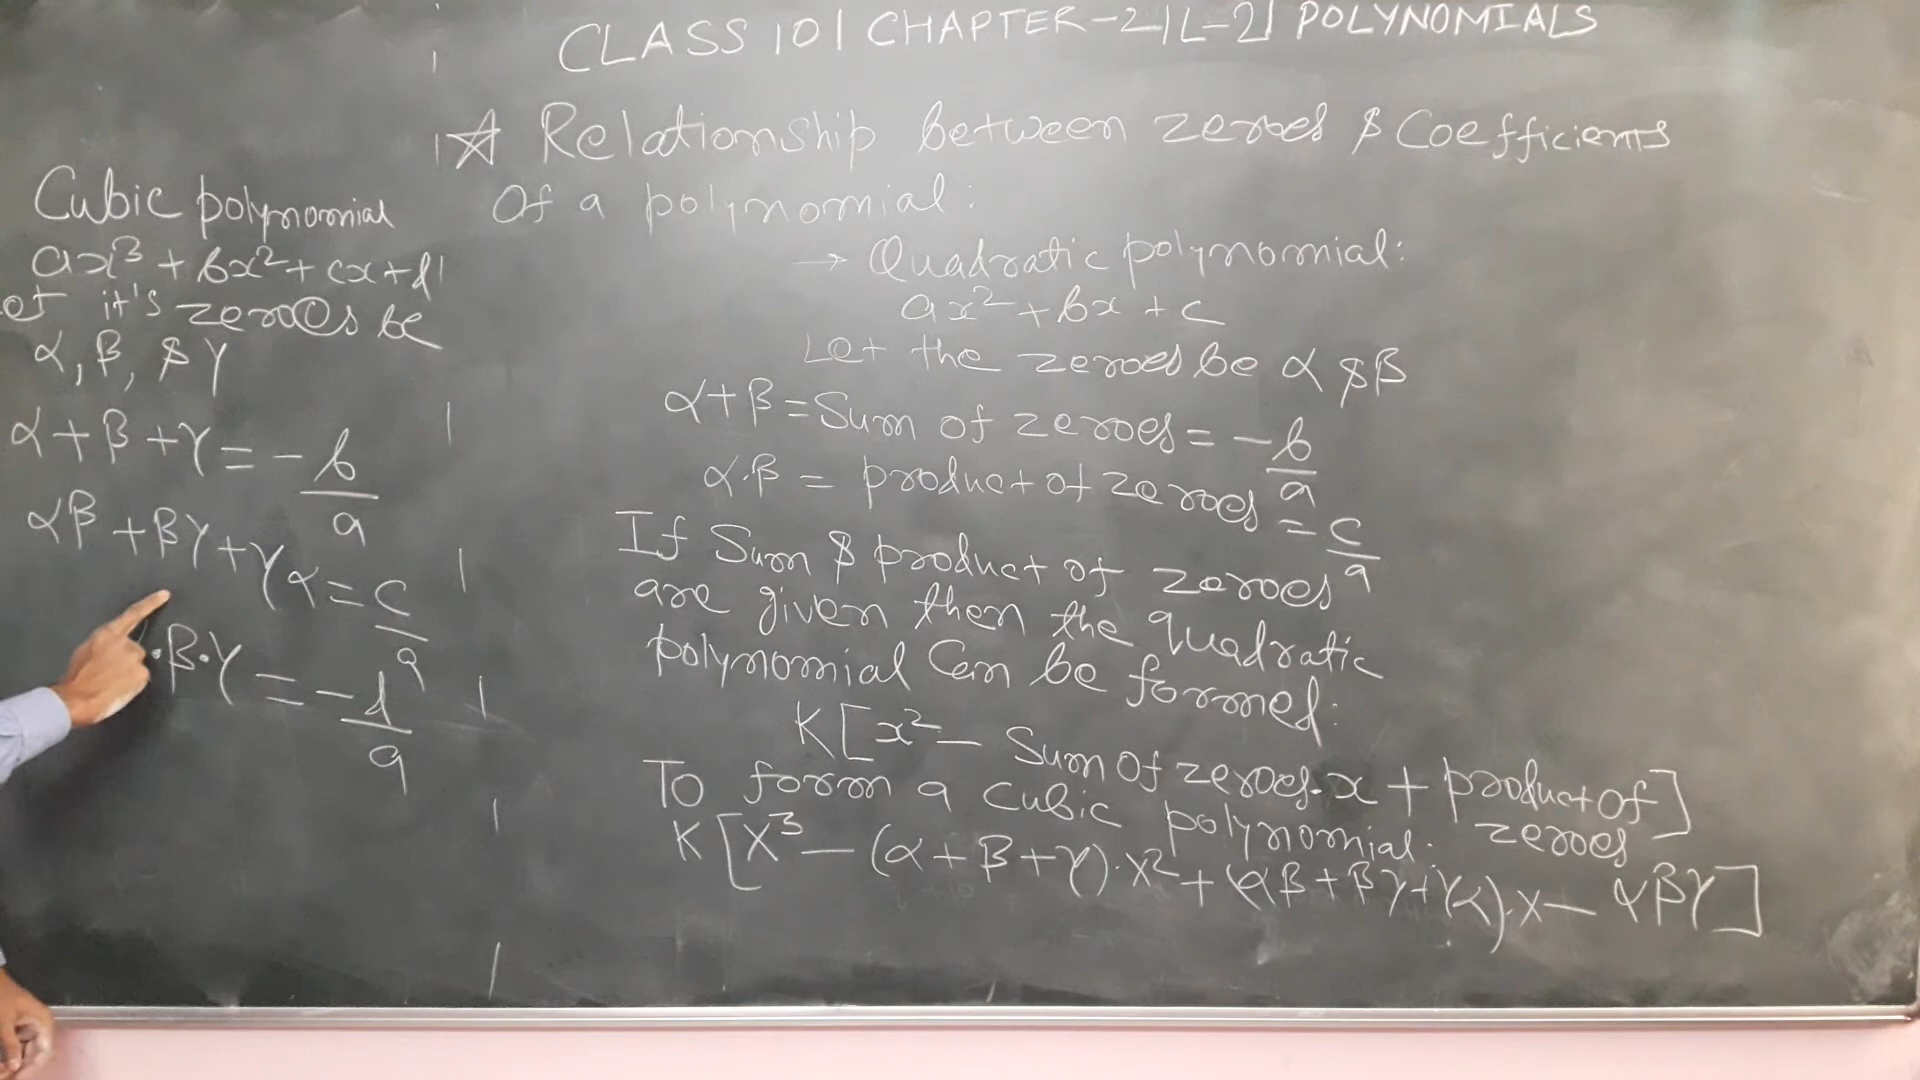 CLASS 10 | CHAPTER-2 | L-2 | POLYNOMIALS
☆ Relationship between zeroes & Coefficients
Of a polynomial:
→ Quadratic polynomial:
ax² + bx + c
Let the zeroes be α & β
α+β = Sum of zeroes = -b/a
α·β = product of zeroes = c/a
If Sum & product of zeroes
are given then the quadratic
polynomial Can be formed:
K[x² - Sum of zeroes·x + product of zeroes]
To form a Cubic polynomial:
K[X³ - (α+β+γ)·X² + (αβ+βγ+γα)·X - αβγ]
Cubic polynomial
ax³ + bx² + cx + d
et it's zeroes be
α, β, & γ
α + β + γ = -b/a
αβ + βγ + γα = c/a
·β·γ = -d/a